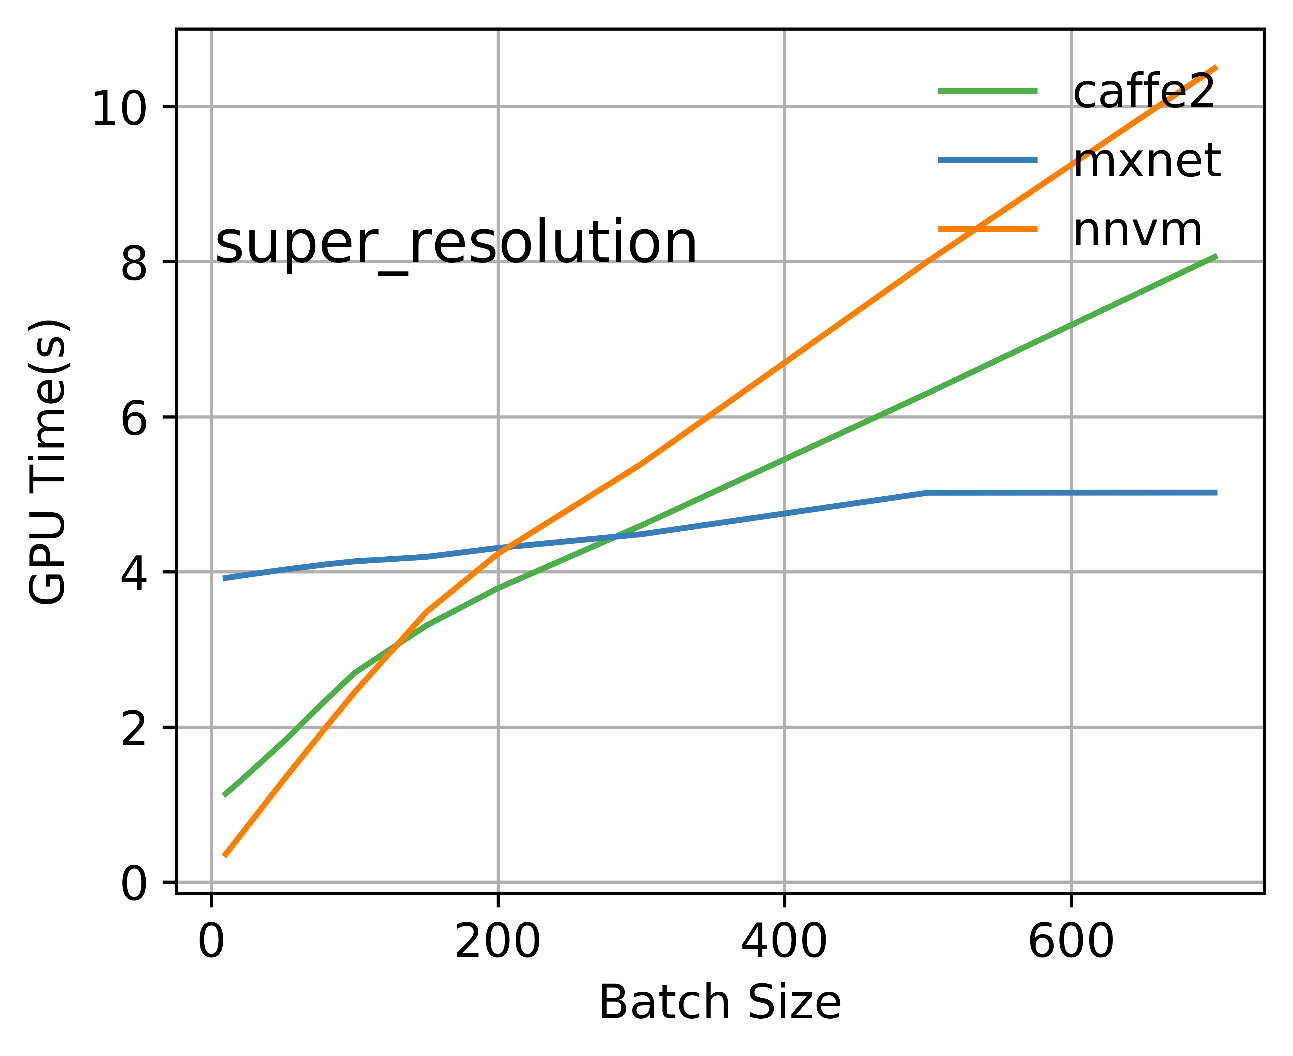 caffe2
mxnet
nnvm
super_resolution
GPU Time(s)
10
8
6
4
2
0
0 200 400 600
Batch Size